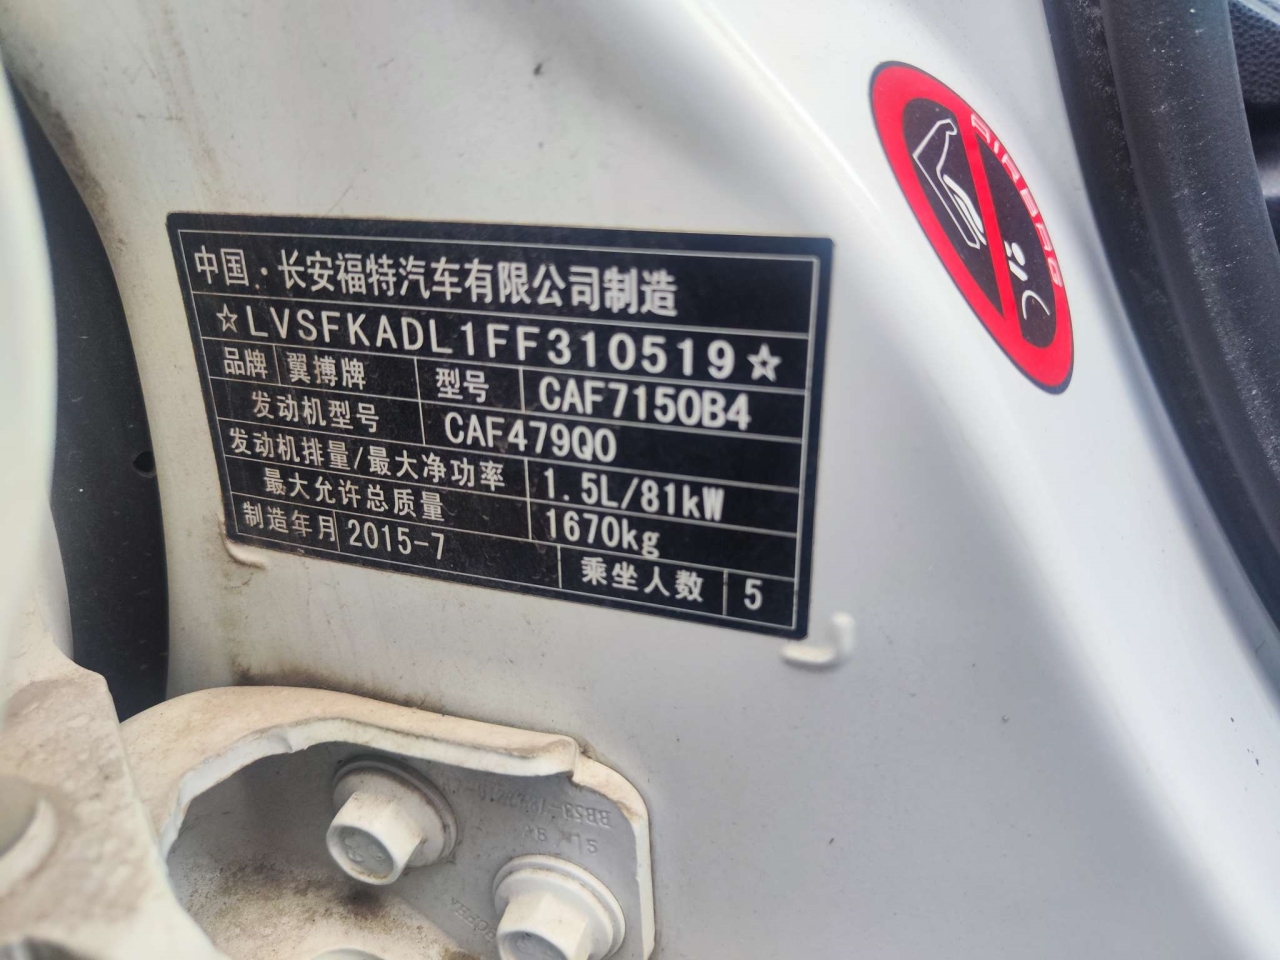 中国·长安福特汽车有限公司制造
☆LVSFKADL1FF310519☆
品牌 翼搏牌 型号 CAF7150B4
发动机型号 CAF479Q0
发动机排量/最大净功率 1.5L/81kW
最大允许总质量 1670kg
制造年月 2015-7 乘坐人数 5
AIRBAG